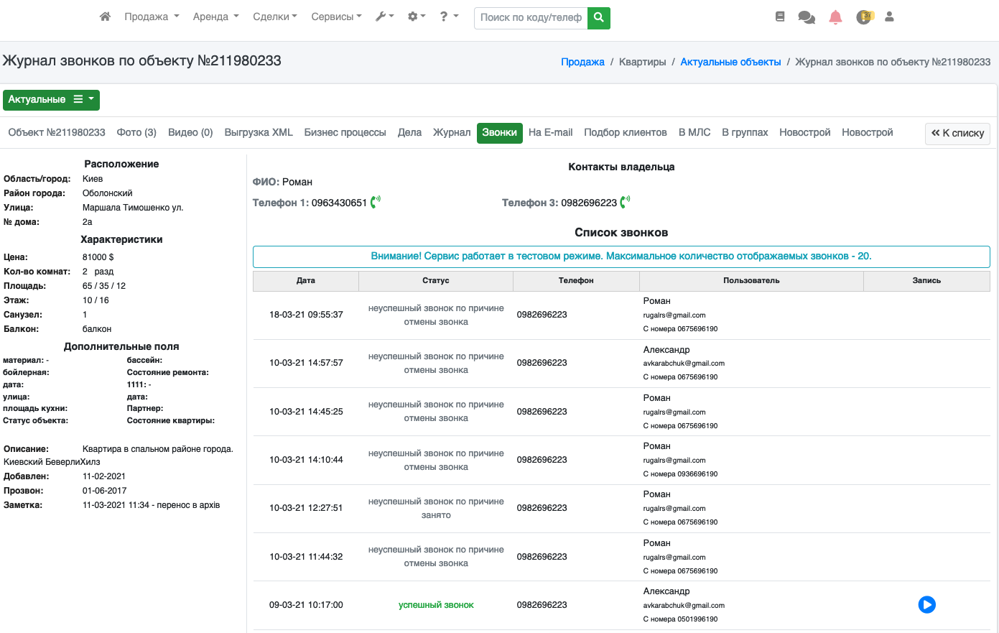 Продажа Аренда Сделки Сервисы ? Поиск по коду/телеф 37
Журнал звонков по объекту №211980233
Продажа / Квартиры / Актуальные объекты / Журнал звонков по объекту №211980233
Актуальные
Объект №211980233 Фото (3) Видео (0) Выгрузка XML Бизнес процессы Дела Журнал Звонки На E-mail Подбор клиентов В МЛС В группах Новострой Новострой К списку
Расположение
Область/город: Киев
Район города: Оболонский
Улица: Маршала Тимошенко ул.
№ дома: 2а
Характеристики
Цена: 81000 $
Кол-во комнат: 2 разд
Площадь: 65 / 35 / 12
Этаж: 10 / 16
Санузел: 1
Балкон: балкон
Дополнительные поля
материал: - бассейн:
бойлерная: Состояние ремонта:
дата: 1111: -
улица: дата:
площадь кухни: Партнер:
Статус объекта: Состояние квартиры:
Описание: Квартира в спальном районе города.
Киевский БеверлиХилз
Добавлен: 11-02-2021
Прозвон: 01-06-2017
Заметка: 11-03-2021 11:34 - перенос в архів
Контакты владельца
ФИО: Роман
Телефон 1: 0963430651 Телефон 3: 0982696223
Список звонков
Внимание! Сервис работает в тестовом режиме. Максимальное количество отображаемых звонков - 20.
Дата Статус Телефон Пользователь Запись
18-03-21 09:55:37 неуспешный звонок по причине
отмены звонка 0982696223 Роман
rugalrs@gmail.com
С номера 0675696190
10-03-21 14:57:57 неуспешный звонок по причине
отмены звонка 0982696223 Александр
avkarabchuk@gmail.com
С номера 0675696190
10-03-21 14:45:25 неуспешный звонок по причине
отмены звонка 0982696223 Роман
rugalrs@gmail.com
С номера 0675696190
10-03-21 14:10:44 неуспешный звонок по причине
отмены звонка 0982696223 Роман
rugalrs@gmail.com
С номера 0936696190
10-03-21 12:27:51 неуспешный звонок по причине
занято 0982696223 Роман
rugalrs@gmail.com
С номера 0675696190
10-03-21 11:44:32 неуспешный звонок по причине
отмены звонка 0982696223 Роман
rugalrs@gmail.com
С номера 0675696190
09-03-21 10:17:00 успешный звонок 0982696223 Александр
avkarabchuk@gmail.com
С номера 0501996190